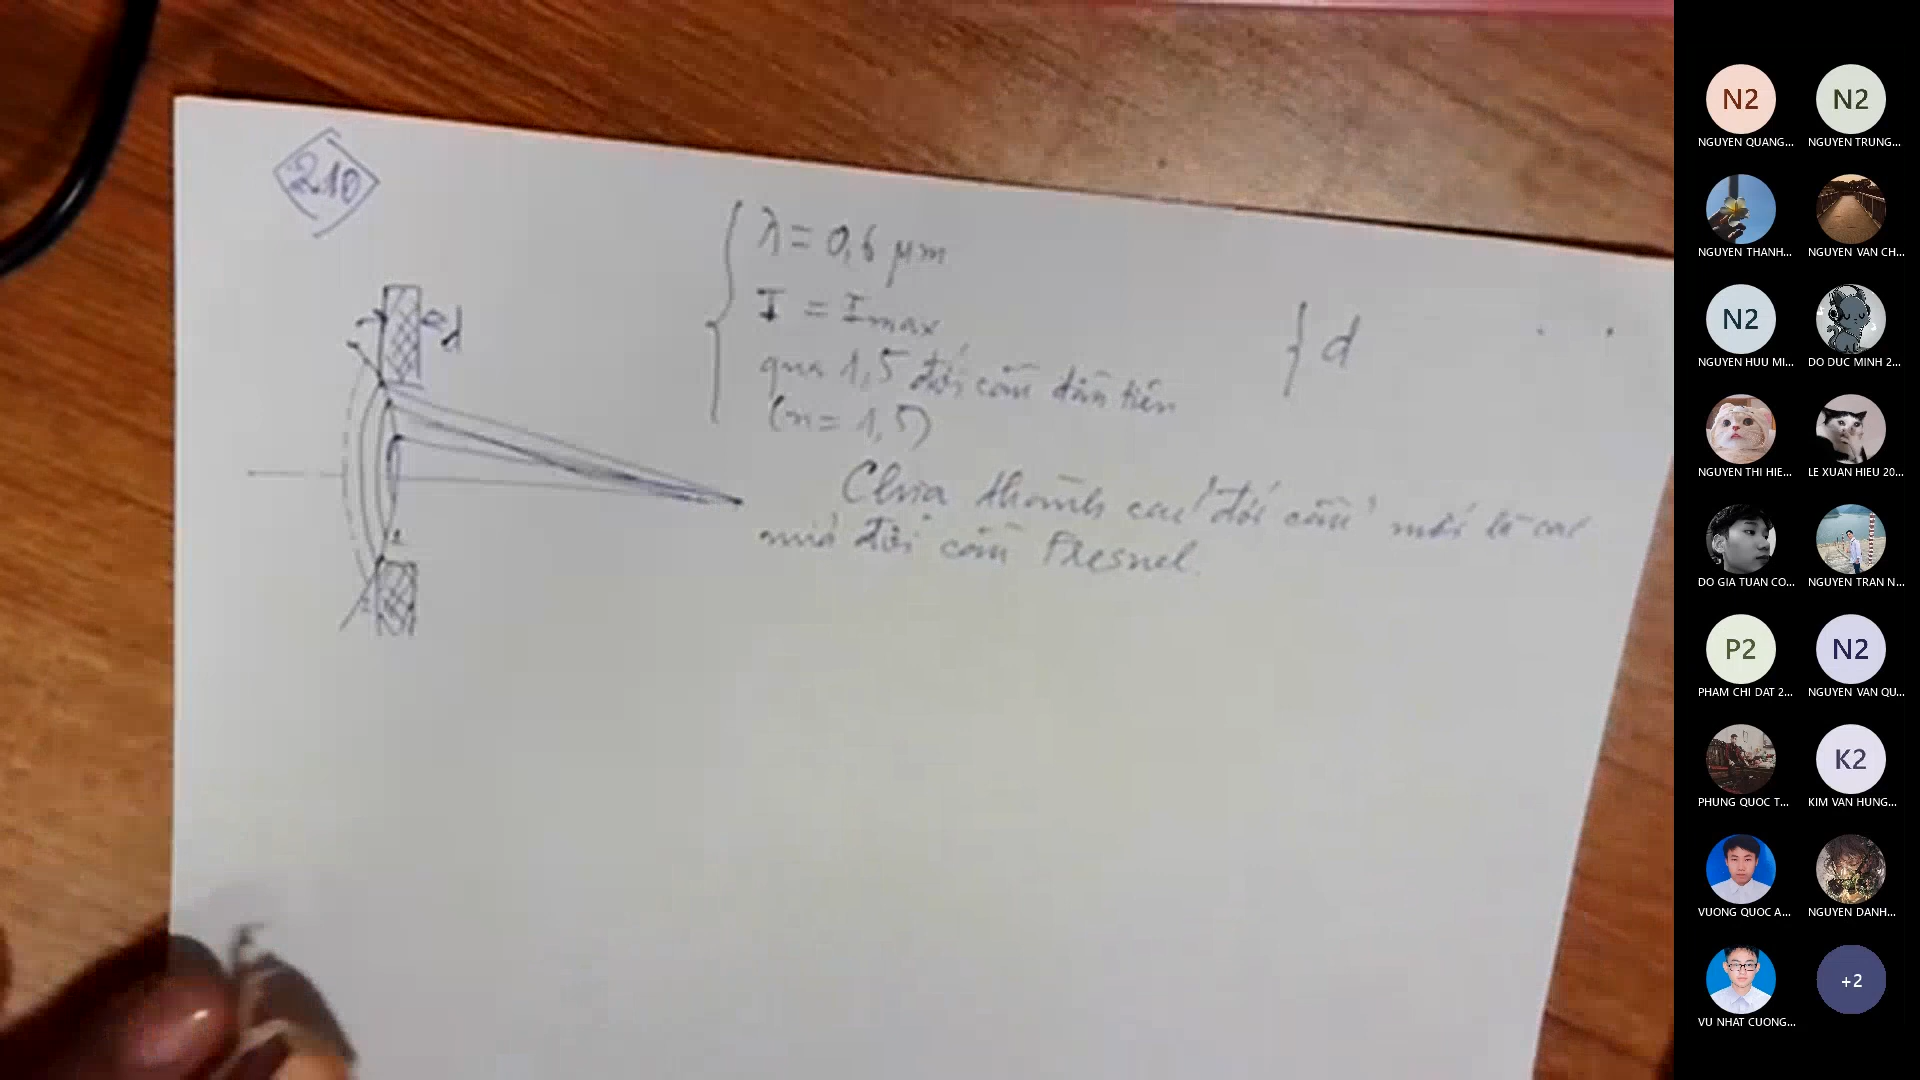 210
λ = 0,6 μm
I = Imax
qua 1,5 đới cầu đầu tiên
(n = 1,5)
} d
d
Chia thành các "đới cầu" mới là các
nửa đới cầu Fresnel.
N2
N2
NGUYEN QUANG...
NGUYEN TRUNG...
NGUYEN THANH...
NGUYEN VAN CH...
N2
NGUYEN HUU MI...
DO DUC MINH 2...
NGUYEN THI HIE...
LE XUAN HIEU 20...
DO GIA TUAN CO...
NGUYEN TRAN N...
P2
N2
PHAM CHI DAT 2...
NGUYEN VAN QU...
K2
PHUNG QUOC T...
KIM VAN HUNG...
VUONG QUOC A...
NGUYEN DANH...
+2
VU NHAT CUONG...